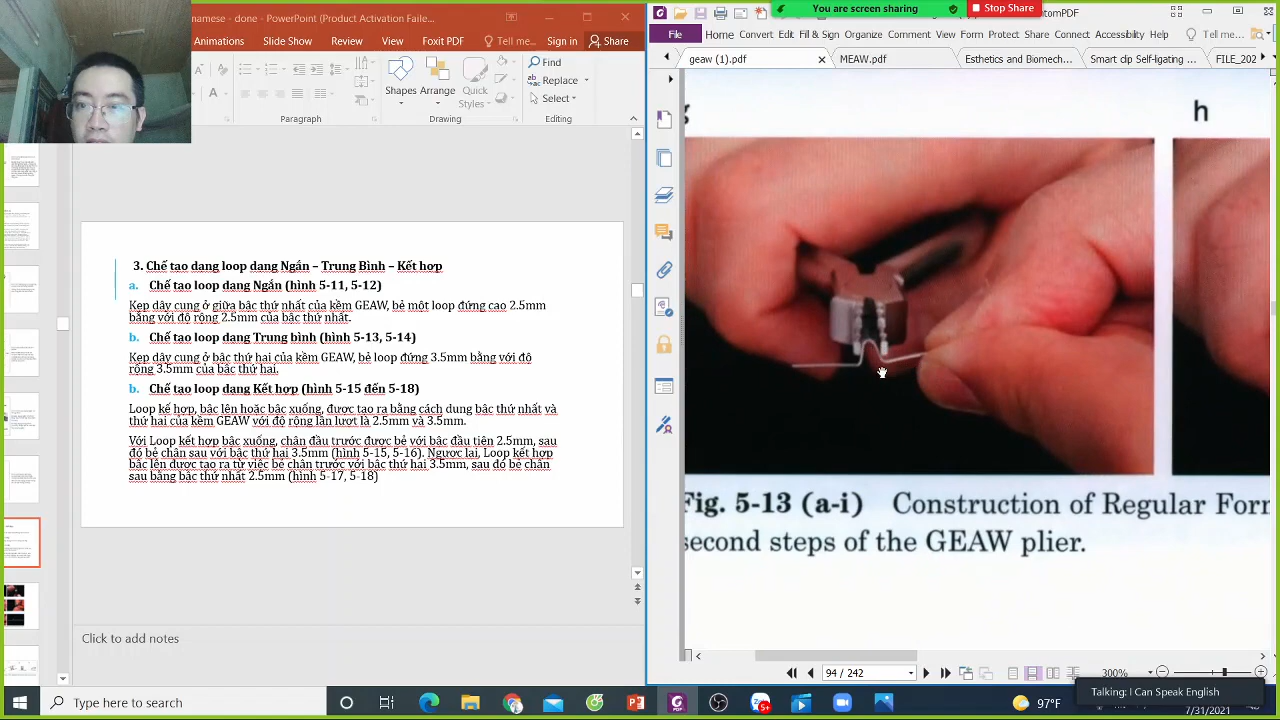 namese - done - PowerPoint (Product Activation Faile...
You are screen sharing
Stop Share
Animations
Slide Show
Review
View
Foxit PDF
Tell me...
Sign in
Share
File
Home
Convert
Edit
Organize
Comment
View
Form
Protect
Share
Connect
Accessibility
Help
Tell me...
geaw (1).pdf
MEAW.pdf
Esthetics and Biomech...
Smart gp Self-ligating ...
FILE_202
Shapes
Arrange
Quick
Styles
Find
Replace
Select
Paragraph
Drawing
Editing
3. Chế tạo dạng loop dạng Ngắn – Trung Bình – Kết hợp
a. Chế tạo loop dạng Ngắn (hình 5-11, 5-12)
Kẹp dây cung ở giữa bậc thứ nhất của kềm GEAW, bẻ một loop đứng cao 2.5mm
bằng với độ rộng 2.5mm của bậc thứ nhất.
b. Chế tạo loop dạng Trung Bình (hình 5-13, 5-14)
Kẹp dây cung ở bậc thứ hai của kềm GEAW, bẻ loop đứng 3.5mm bằng với độ
rộng 3.5mm của bậc thứ hai.
b. Chế tạo loop dạng Kết hợp (hình 5-15 đến 5-18)
Loop kết hợp, bậc lên hoặc bậc xuống, được tạo ra bằng cách dùng bậc thứ nhất và
thứ hai của kềm GEAW với độ rộng lần lượt là 2.5mm và 3.5mm.
Với Loop kết hợp bậc xuống, chân đầu trước được bẻ với bậc đầu tiên 2.5mm, sau
đó bẻ chân sau với bậc thứ hai 3.5mm (hình 5-15, 5-16). Ngược lại, Loop kết hợp
bậc lên được tạo ra từ việc bẻ chân trước với bậc thứ hai 3.5mm, sau đó bẻ chân
sau bằng bậc thứ nhất 2.5mm (hình 5-17, 5-18)
Click to add notes
g
h
Fig. 5-13 (a-i) Construction of Regular Forr
second steps of the GEAW plier.
94 / 242
300%
Talking: I Can Speak English
Type here to search
97°F
7/31/2021